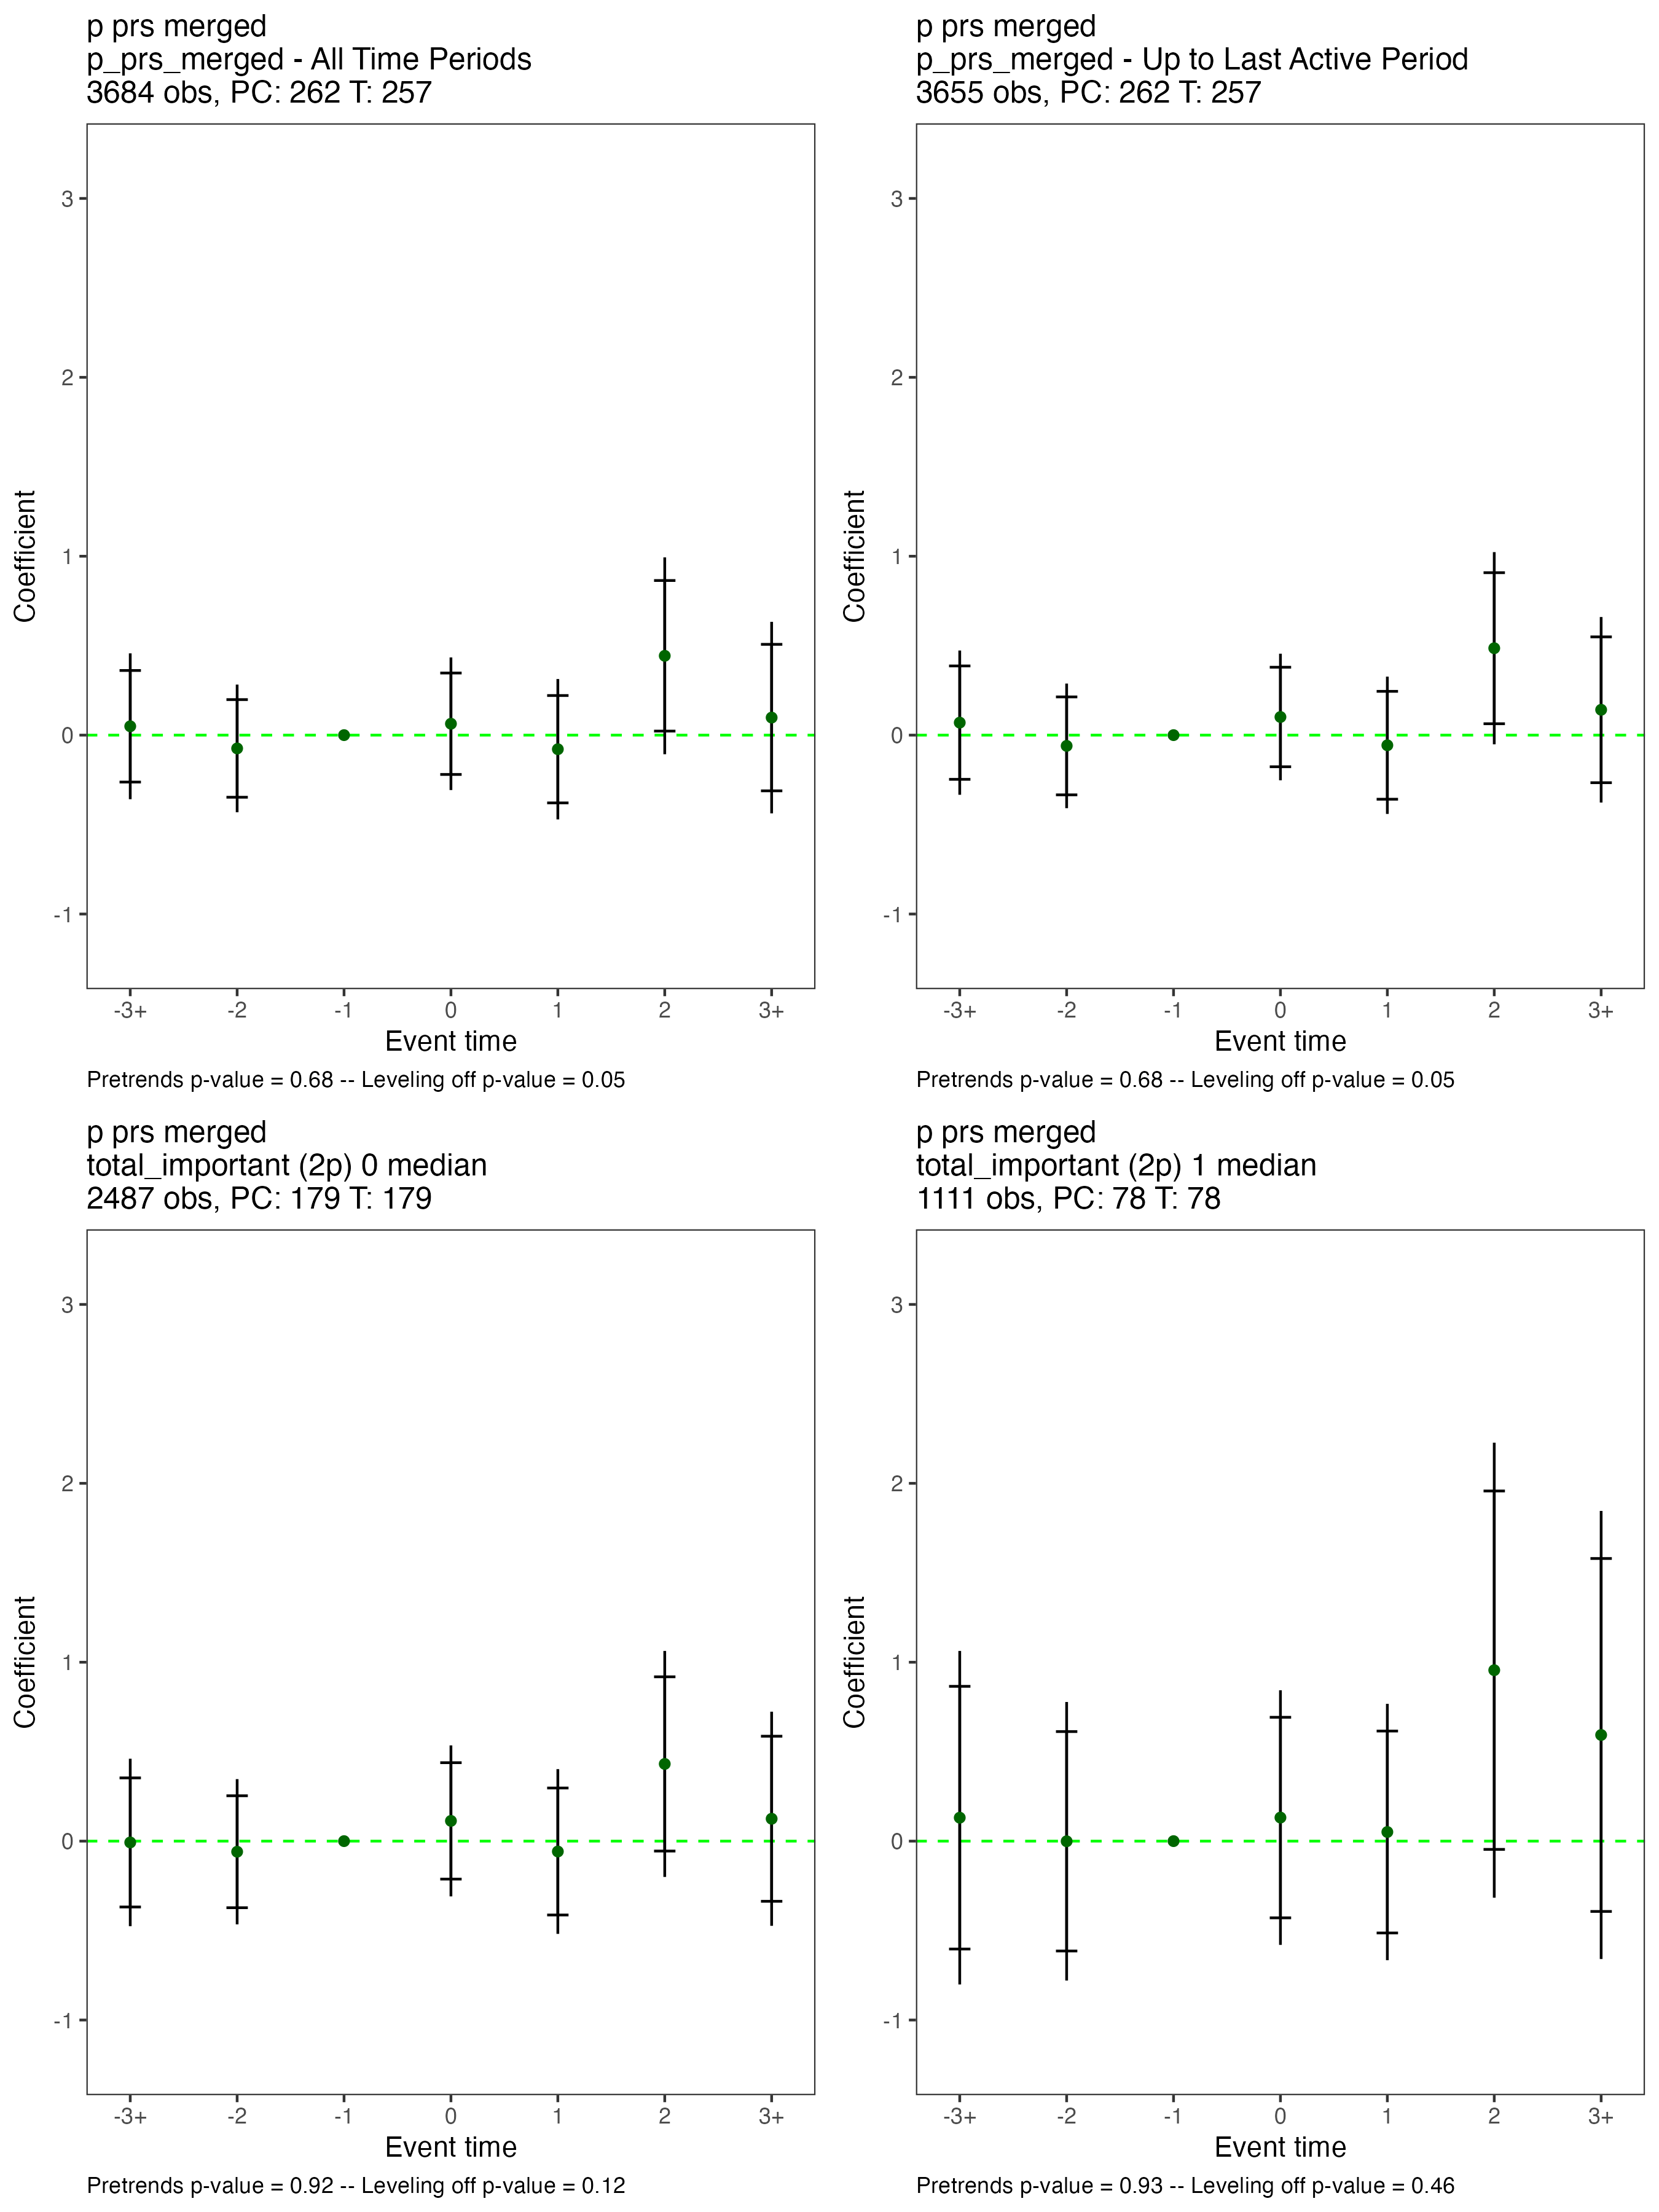 p prs merged
p_prs_merged - All Time Periods
3684 obs, PC: 262 T: 257
Coefficient
3
2
1
0
-1
-3+ -2 -1 0 1 2 3+
Event time
Pretrends p-value = 0.68 -- Leveling off p-value = 0.05
p prs merged
p_prs_merged - Up to Last Active Period
3655 obs, PC: 262 T: 257
Coefficient
3
2
1
0
-1
-3+ -2 -1 0 1 2 3+
Event time
Pretrends p-value = 0.68 -- Leveling off p-value = 0.05
p prs merged
total_important (2p) 0 median
2487 obs, PC: 179 T: 179
Coefficient
3
2
1
0
-1
-3+ -2 -1 0 1 2 3+
Event time
Pretrends p-value = 0.92 -- Leveling off p-value = 0.12
p prs merged
total_important (2p) 1 median
1111 obs, PC: 78 T: 78
Coefficient
3
2
1
0
-1
-3+ -2 -1 0 1 2 3+
Event time
Pretrends p-value = 0.93 -- Leveling off p-value = 0.46